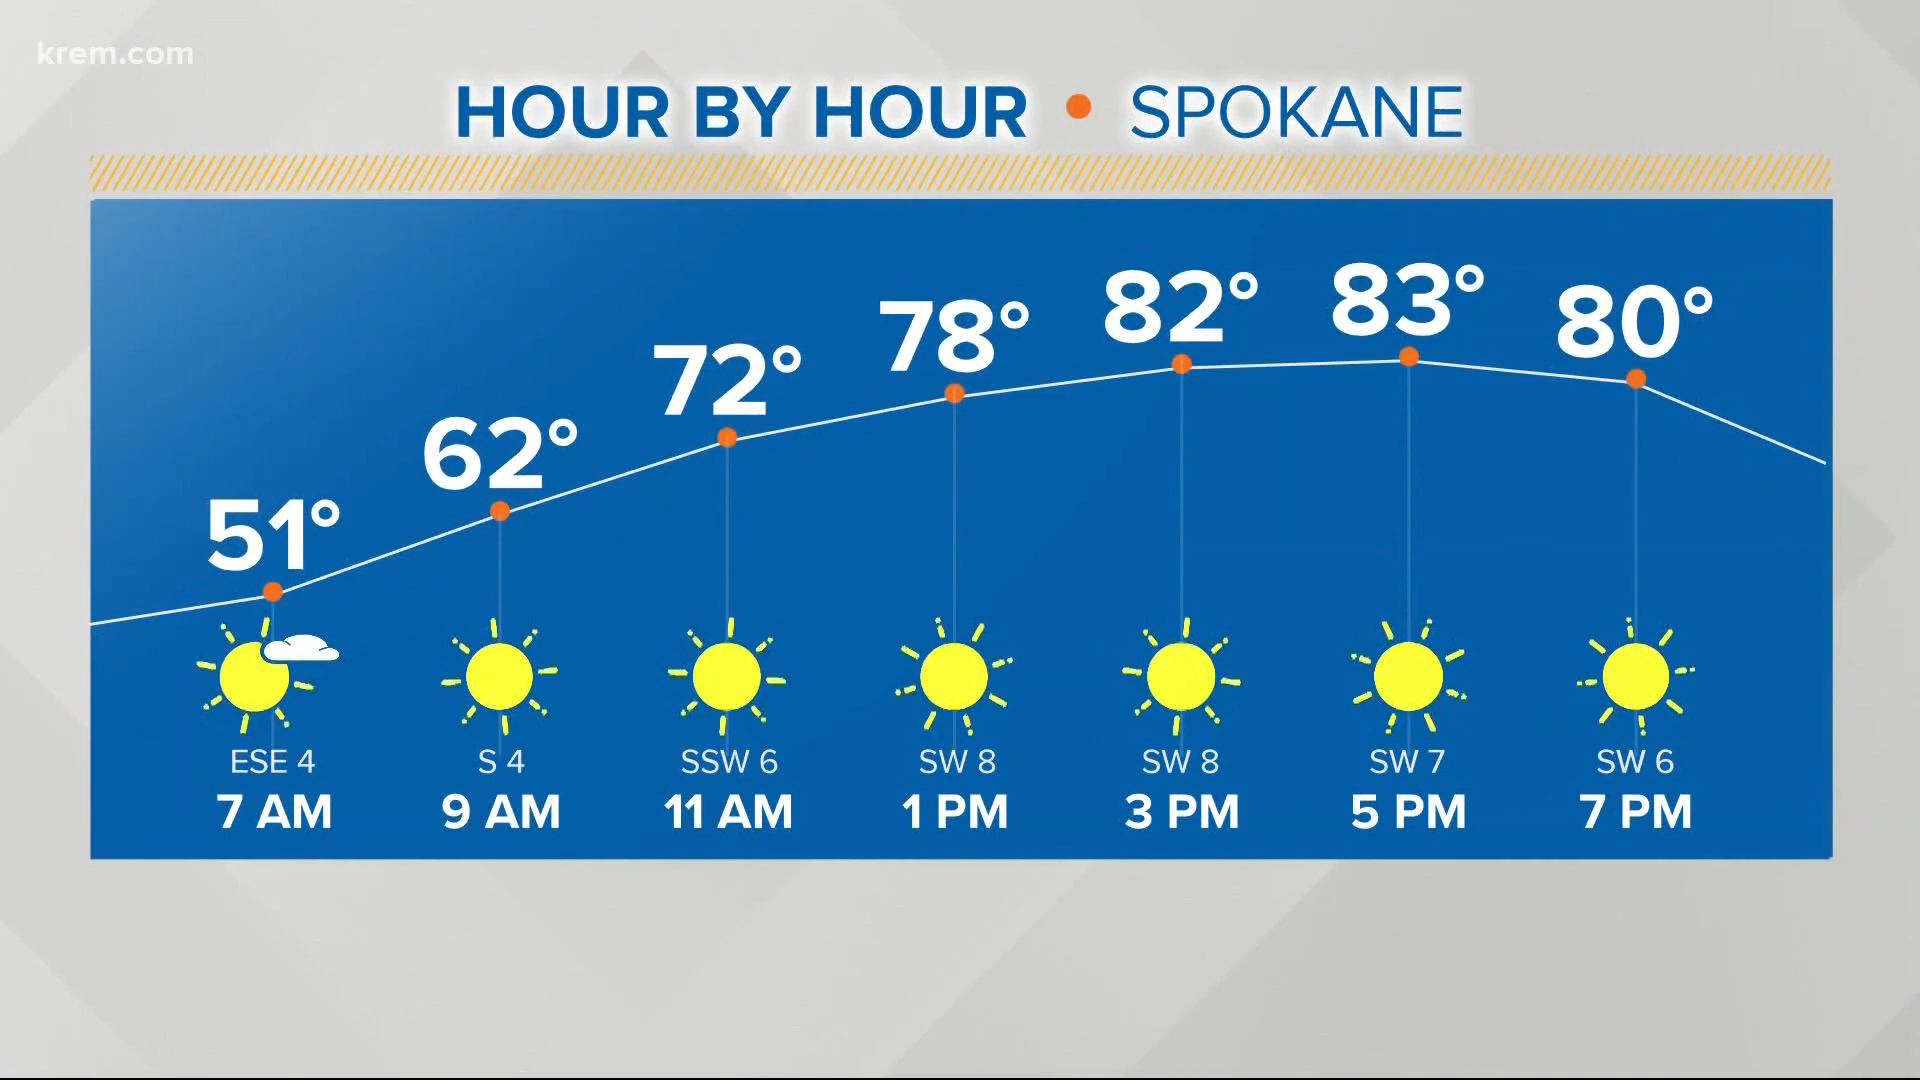 krem.com
HOUR BY HOUR • SPOKANE
51° 62° 72° 78° 82° 83° 80°
ESE 4 S 4 SSW 6 SW 8 SW 8 SW 7 SW 6
7 AM 9 AM 11 AM 1 PM 3 PM 5 PM 7 PM